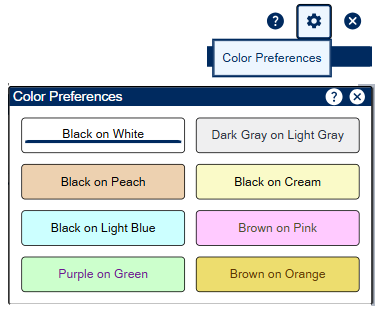 Color Preferences
Color Preferences
Black on White
Dark Gray on Light Gray
Black on Peach
Black on Cream
Black on Light Blue
Brown on Pink
Purple on Green
Brown on Orange